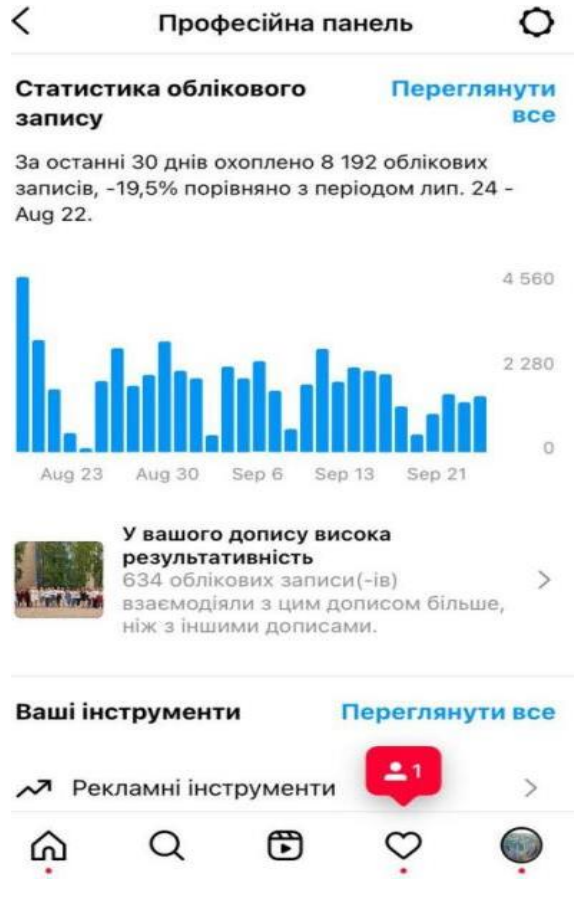 Професійна панель
Статистика облікового
запису
Переглянути
все
За останні 30 днів охоплено 8 192 облікових
записів, -19,5% порівняно з періодом лип. 24 -
Aug 22.
4 560
2 280
0
Aug 23 Aug 30 Sep 6 Sep 13 Sep 21
У вашого допису висока
результативність
634 облікових записи(-ів)
взаємодіяли з цим дописом більше,
ніж з іншими дописами.
Ваші інструменти Переглянути все
1
Рекламні інструменти